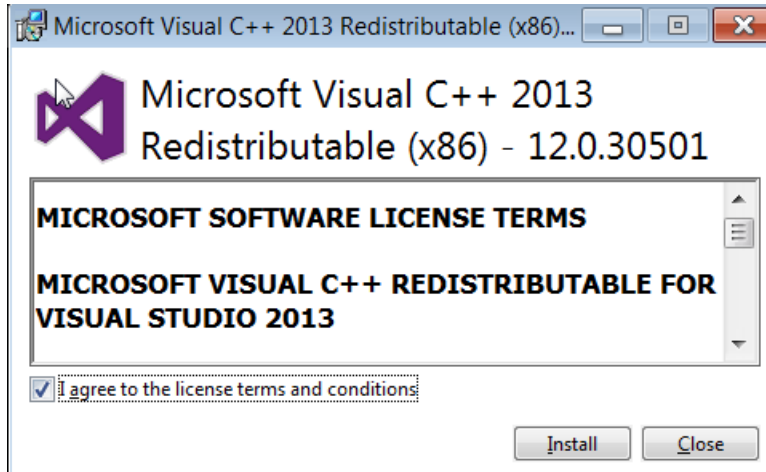 Microsoft Visual C++ 2013 Redistributable (x86)...
Microsoft Visual C++ 2013
Redistributable (x86) - 12.0.30501
MICROSOFT SOFTWARE LICENSE TERMS
MICROSOFT VISUAL C++ REDISTRIBUTABLE FOR
VISUAL STUDIO 2013
I agree to the license terms and conditions
Install Close